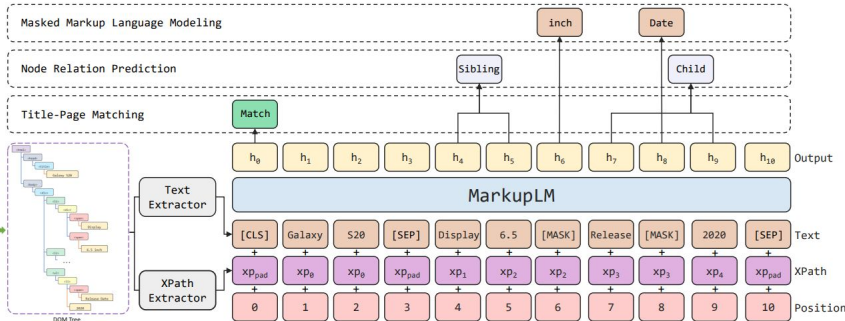 Masked Markup Language Modeling
inch
Date
Node Relation Prediction
Sibling
Child
Title-Page Matching
Match
h0 h1 h2 h3 h4 h5 h6 h7 h8 h9 h10 Output
MarkupLM
Text
Extractor
[CLS] Galaxy S20 [SEP] Display 6.5 [MASK] Release [MASK] 2020 [SEP] Text
+ + + + + + + + + + +
XPath
Extractor
xppad xp0 xp0 xppad xp1 xp2 xp2 xp3 xp3 xp4 xppad XPath
+ + + + + + + + + + +
0 1 2 3 4 5 6 7 8 9 10 Position
DOM Tree